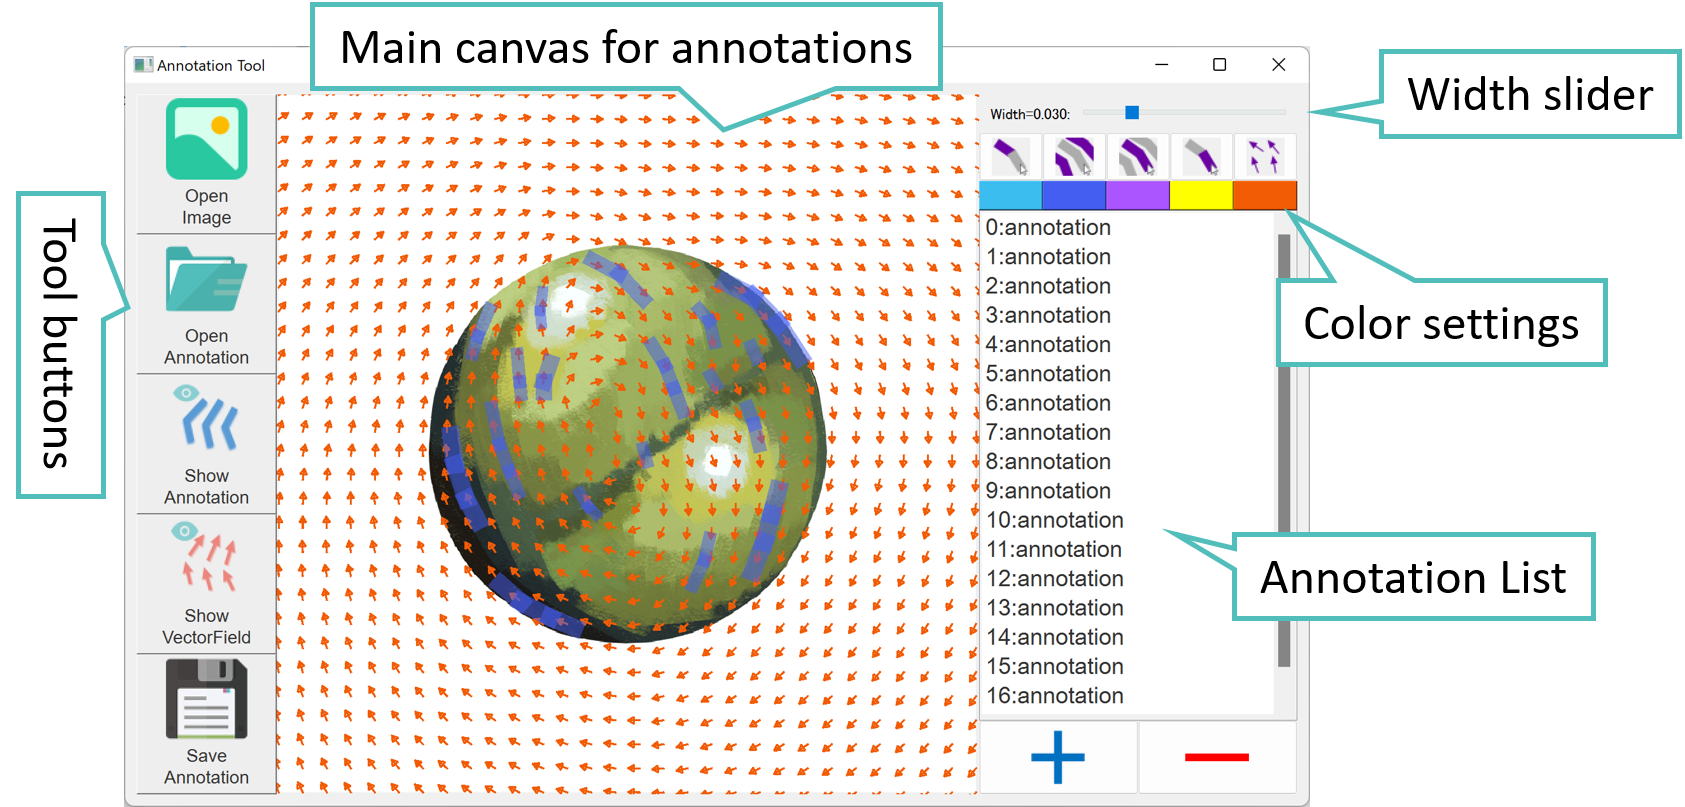 Main canvas for annotations
Annotation Tool
Width slider
Width=0.030:
Open
Image
Open
Annotation
Show
Annotation
Show
VectorField
Save
Annotation
Tool buttons
0:annotation
1:annotation
2:annotation
3:annotation
4:annotation
5:annotation
6:annotation
7:annotation
8:annotation
9:annotation
10:annotation
11:annotation
12:annotation
13:annotation
14:annotation
15:annotation
16:annotation
Color settings
Annotation List